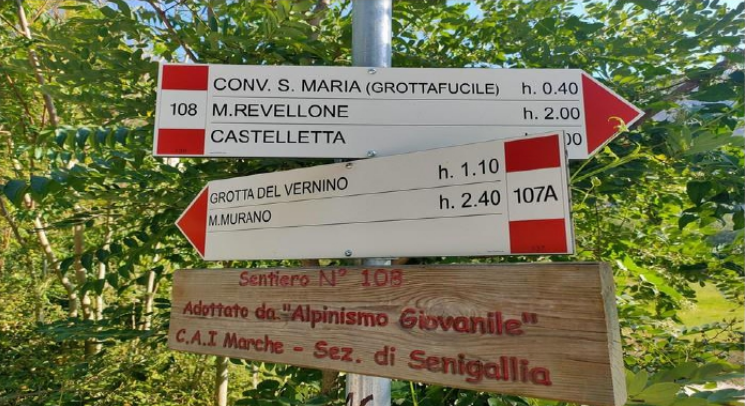 108
CONV. S. MARIA (GROTTAFUCILE) h. 0.40
M.REVELLONE h. 2.00
CASTELLETTA
GROTTA DEL VERNINO h. 1.10
M.MURANO h. 2.40
107A
Sentiero N° 108
Adottato da "Alpinismo Giovanile"
C.A.I Marche - Sez. di Senigallia